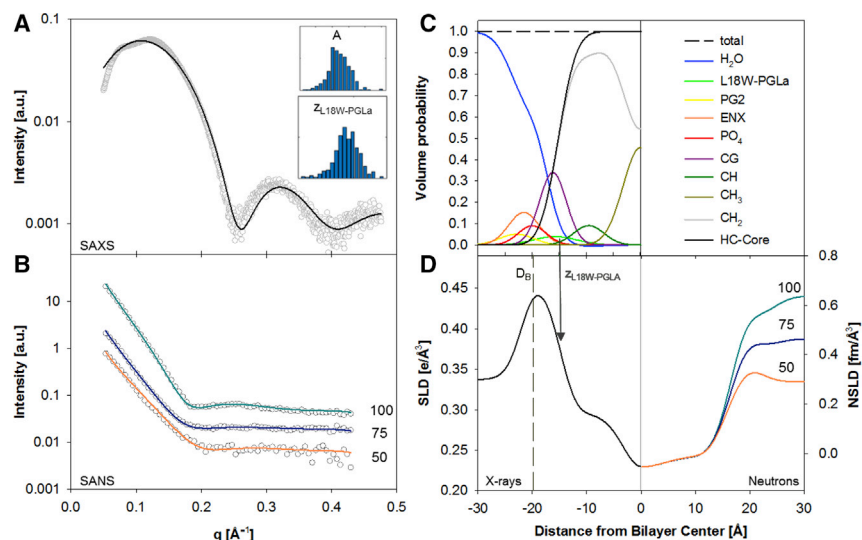 A
Intensity [a.u.]
0.1
0.01
0.001
SAXS
A
zL18W-PGLa
B
Intensity [a.u.]
10
1
0.1
0.01
0.001
100
75
50
SANS
0.0 0.1 0.2 0.3 0.4 0.5
q [Å-1]
C
Volume probability
1.0
0.9
0.8
0.7
0.6
0.5
0.4
0.3
0.2
0.1
0.0
total
H2O
L18W-PGLa
PG2
ENX
PO4
CG
CH
CH3
CH2
HC-Core
D
SLD [e/Å3]
0.45
0.40
0.35
0.30
0.25
0.20
DB
zL18W-PGLA
100
75
50
X-rays
Neutrons
0.8
0.6
0.4
0.2
0.0
NSLD [fm/Å3]
-30 -20 -10 0 10 20 30
Distance from Bilayer Center [Å]